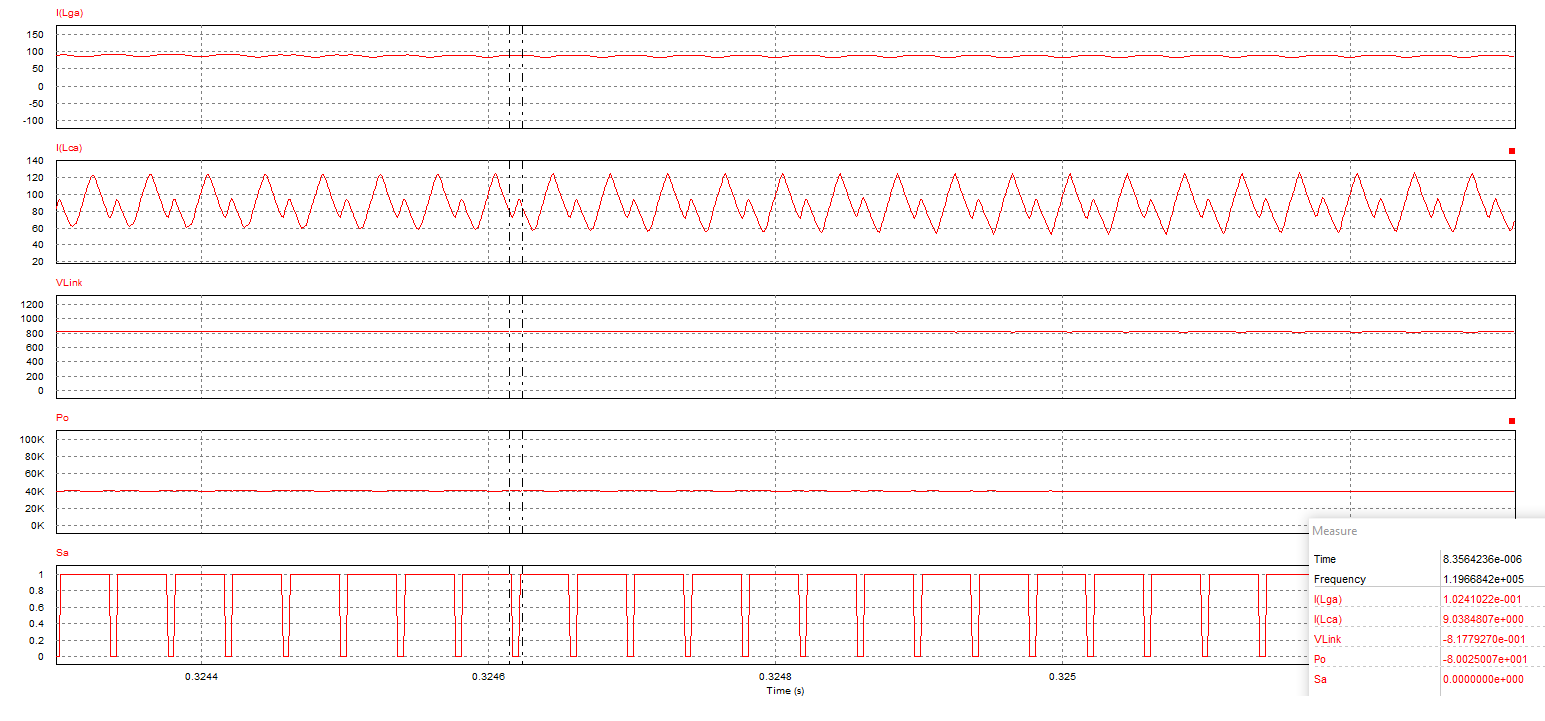 I(Lga)
150
100
50
0
-50
-100
I(Lca)
140
120
100
80
60
40
20
VLink
1200
1000
800
600
400
200
0
Po
100K
80K
60K
40K
20K
0K
Sa
1
0.8
0.6
0.4
0.2
0
0.3244 0.3246 0.3248 0.325
Time (s)
Measure
Time 8.3564236e-006
Frequency 1.1966842e+005
I(Lga) 1.0241022e-001
I(Lca) 9.0384807e+000
VLink -8.1779270e-001
Po -8.0025007e+001
Sa 0.0000000e+000